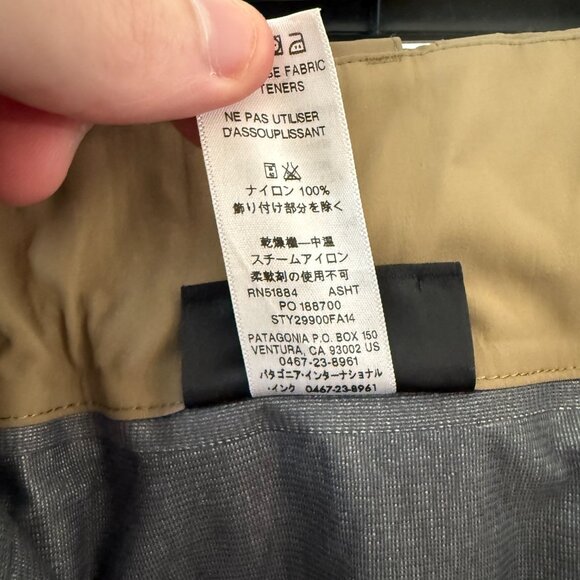 FABRIC
TENERS
NE PAS UTILISER
D'ASSOUPLISSANT
ナイロン 100%
飾り付け部分を除く
乾燥機—中温
スチームアイロン
柔軟剤の使用不可
RN51884 ASHT
PO 188700
STY29900FA14
PATAGONIA P.O. BOX 150
VENTURA, CA 93002 US
0467-23-8961
パタゴニア・インターナショナル
・インク 0467-23-8961